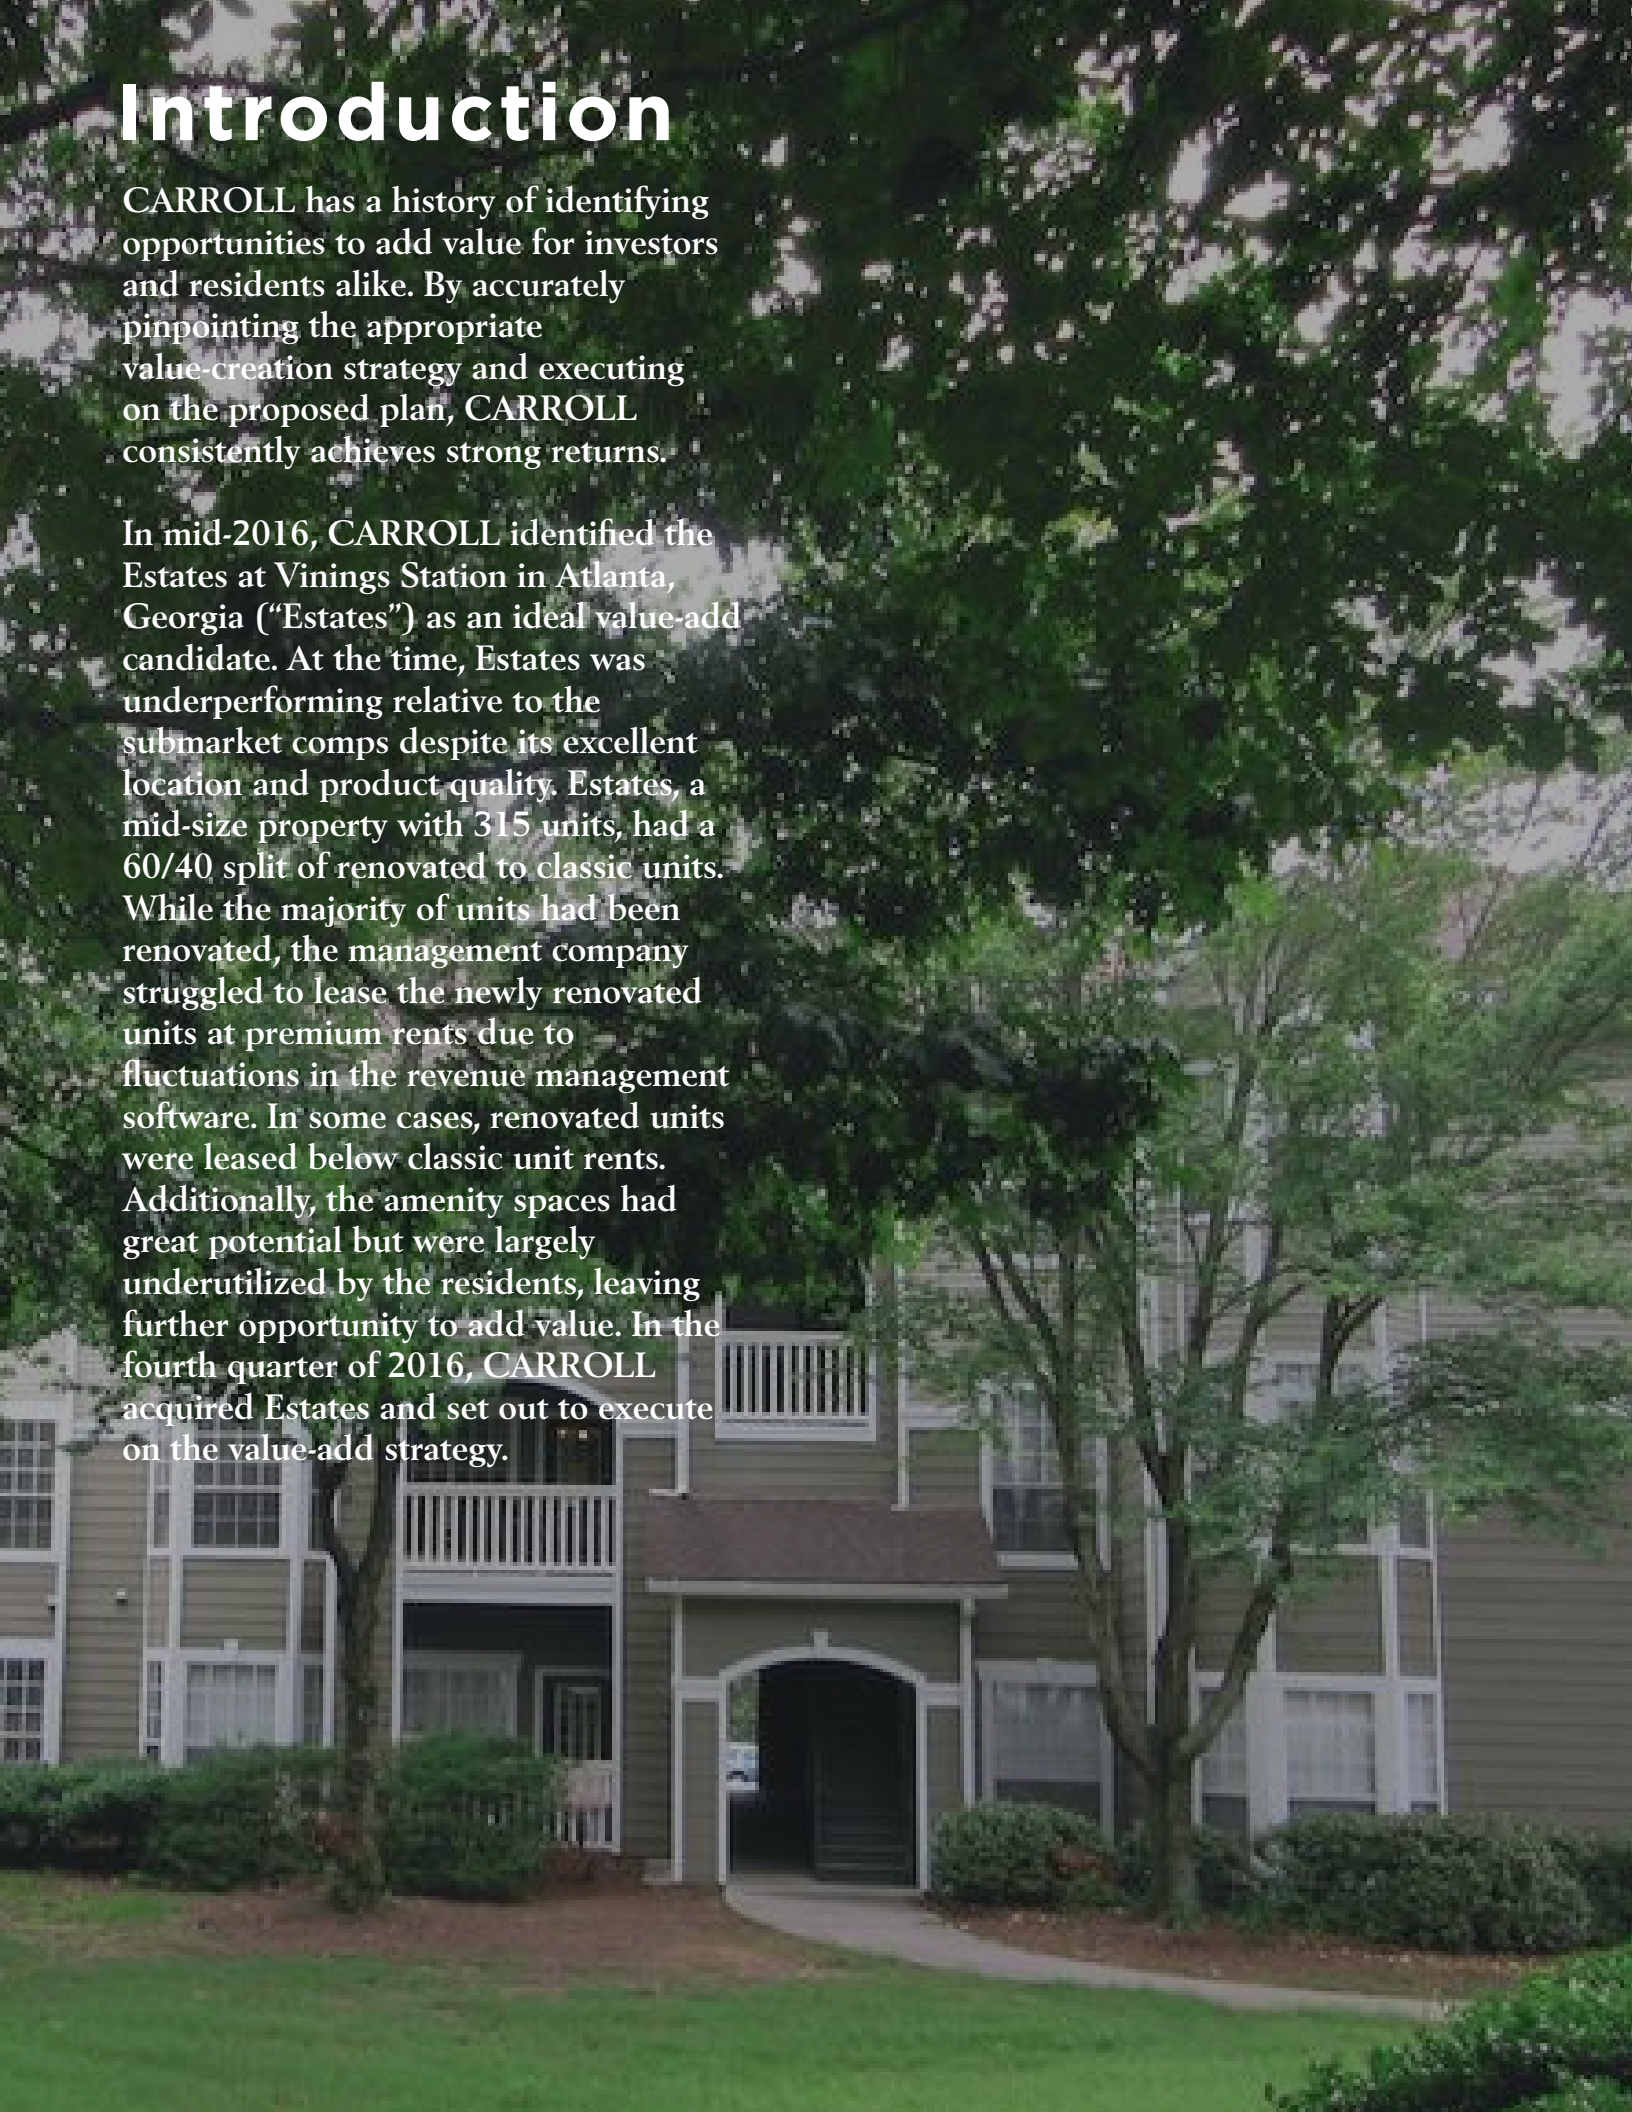 Introduction
CARROLL has a history of identifying
opportunities to add value for investors
and residents alike. By accurately
pinpointing the appropriate
value-creation strategy and executing
on the proposed plan, CARROLL
consistently achieves strong returns.
In mid-2016, CARROLL identified the
Estates at Vinings Station in Atlanta,
Georgia (“Estates”) as an ideal value-add
candidate. At the time, Estates was
underperforming relative to the
submarket comps despite its excellent
location and product quality. Estates, a
mid-size property with 315 units, had a
60/40 split of renovated to classic units.
While the majority of units had been
renovated, the management company
struggled to lease the newly renovated
units at premium rents due to
fluctuations in the revenue management
software. In some cases, renovated units
were leased below classic unit rents.
Additionally, the amenity spaces had
great potential but were largely
underutilized by the residents, leaving
further opportunity to add value. In the
fourth quarter of 2016, CARROLL
acquired Estates and set out to execute
on the value-add strategy.